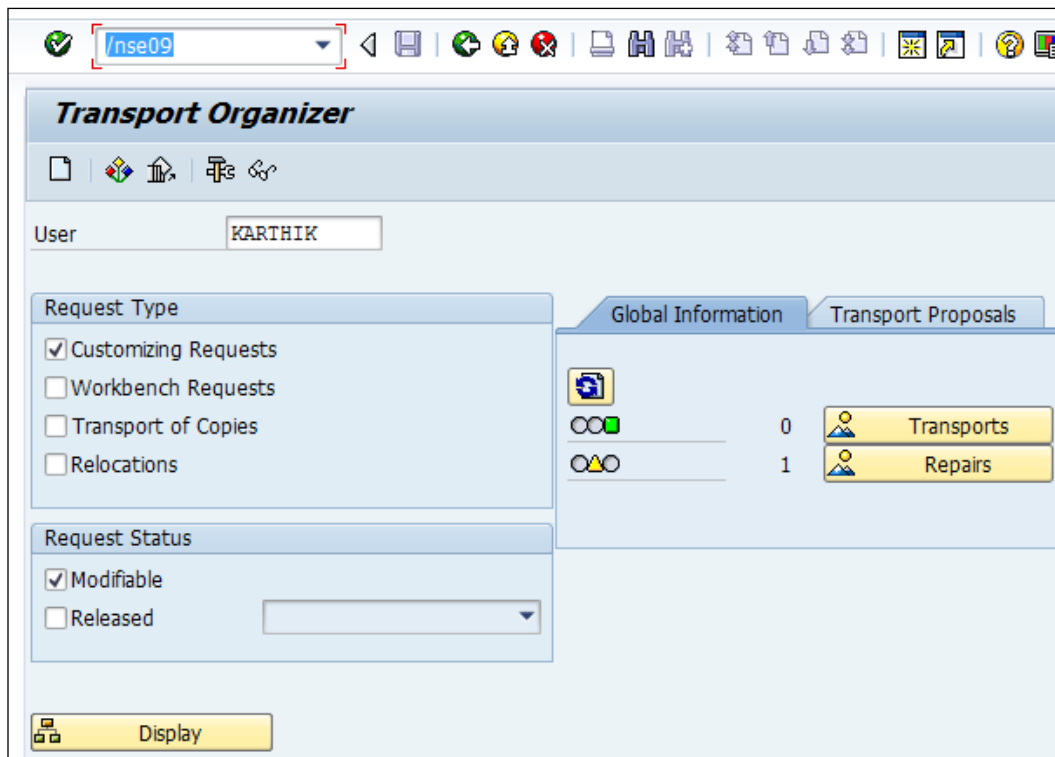 /nse09
Transport Organizer
User KARTHIK
Request Type
Customizing Requests
Workbench Requests
Transport of Copies
Relocations
Request Status
Modifiable
Released
Display
Global Information Transport Proposals
0 Transports
1 Repairs